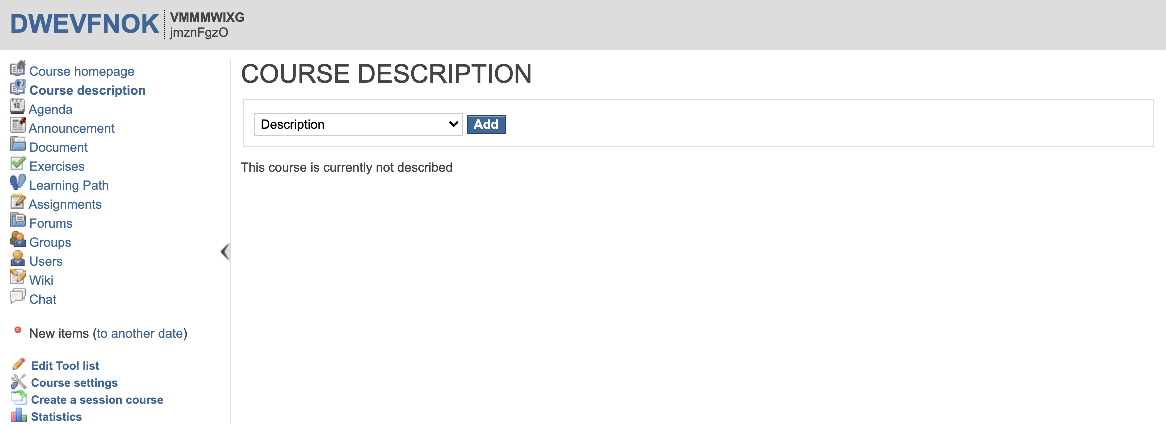 DWEVFNOK
VMMMWIXG
jmznFgzO
Course homepage
Course description
12
Agenda
Announcement
Document
Exercises
Learning Path
Assignments
Forums
Groups
Users
Wiki
Chat
New items (to another date)
Edit Tool list
Course settings
Create a session course
Statistics
COURSE DESCRIPTION
Description
Add
This course is currently not described